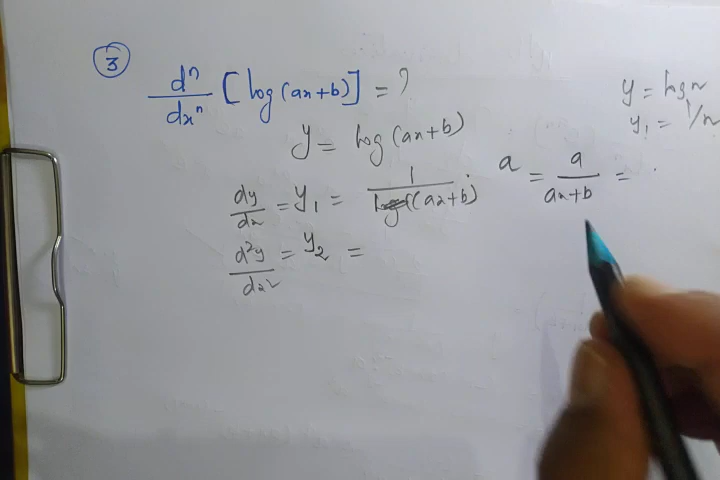 3
dⁿ/dxⁿ [log(ax+b)] = ?
y = log x
y₁ = 1/x
y = log(ax+b)
dy/dx = y₁ = 1/(ax+b) · a = a/(ax+b) =
d²y/dx² = y₂ =